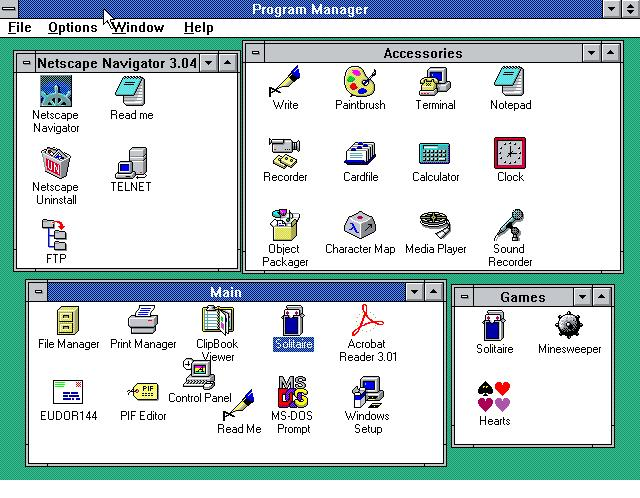 Program Manager
File Options Window Help
Netscape Navigator 3.04
Netscape
Navigator
Read me
Netscape
Uninstall
TELNET
FTP
Accessories
Write Paintbrush Terminal Notepad
Recorder Cardfile Calculator Clock
Object
Packager
Character Map Media Player Sound
Recorder
Main
File Manager Print Manager ClipBook
Viewer
Solitaire Acrobat
Reader 3.01
EUDOR144 PIF Editor Control Panel Read Me MS-DOS
Prompt
Windows
Setup
PIF
MS
DOS
Games
Solitaire Minesweeper
Hearts